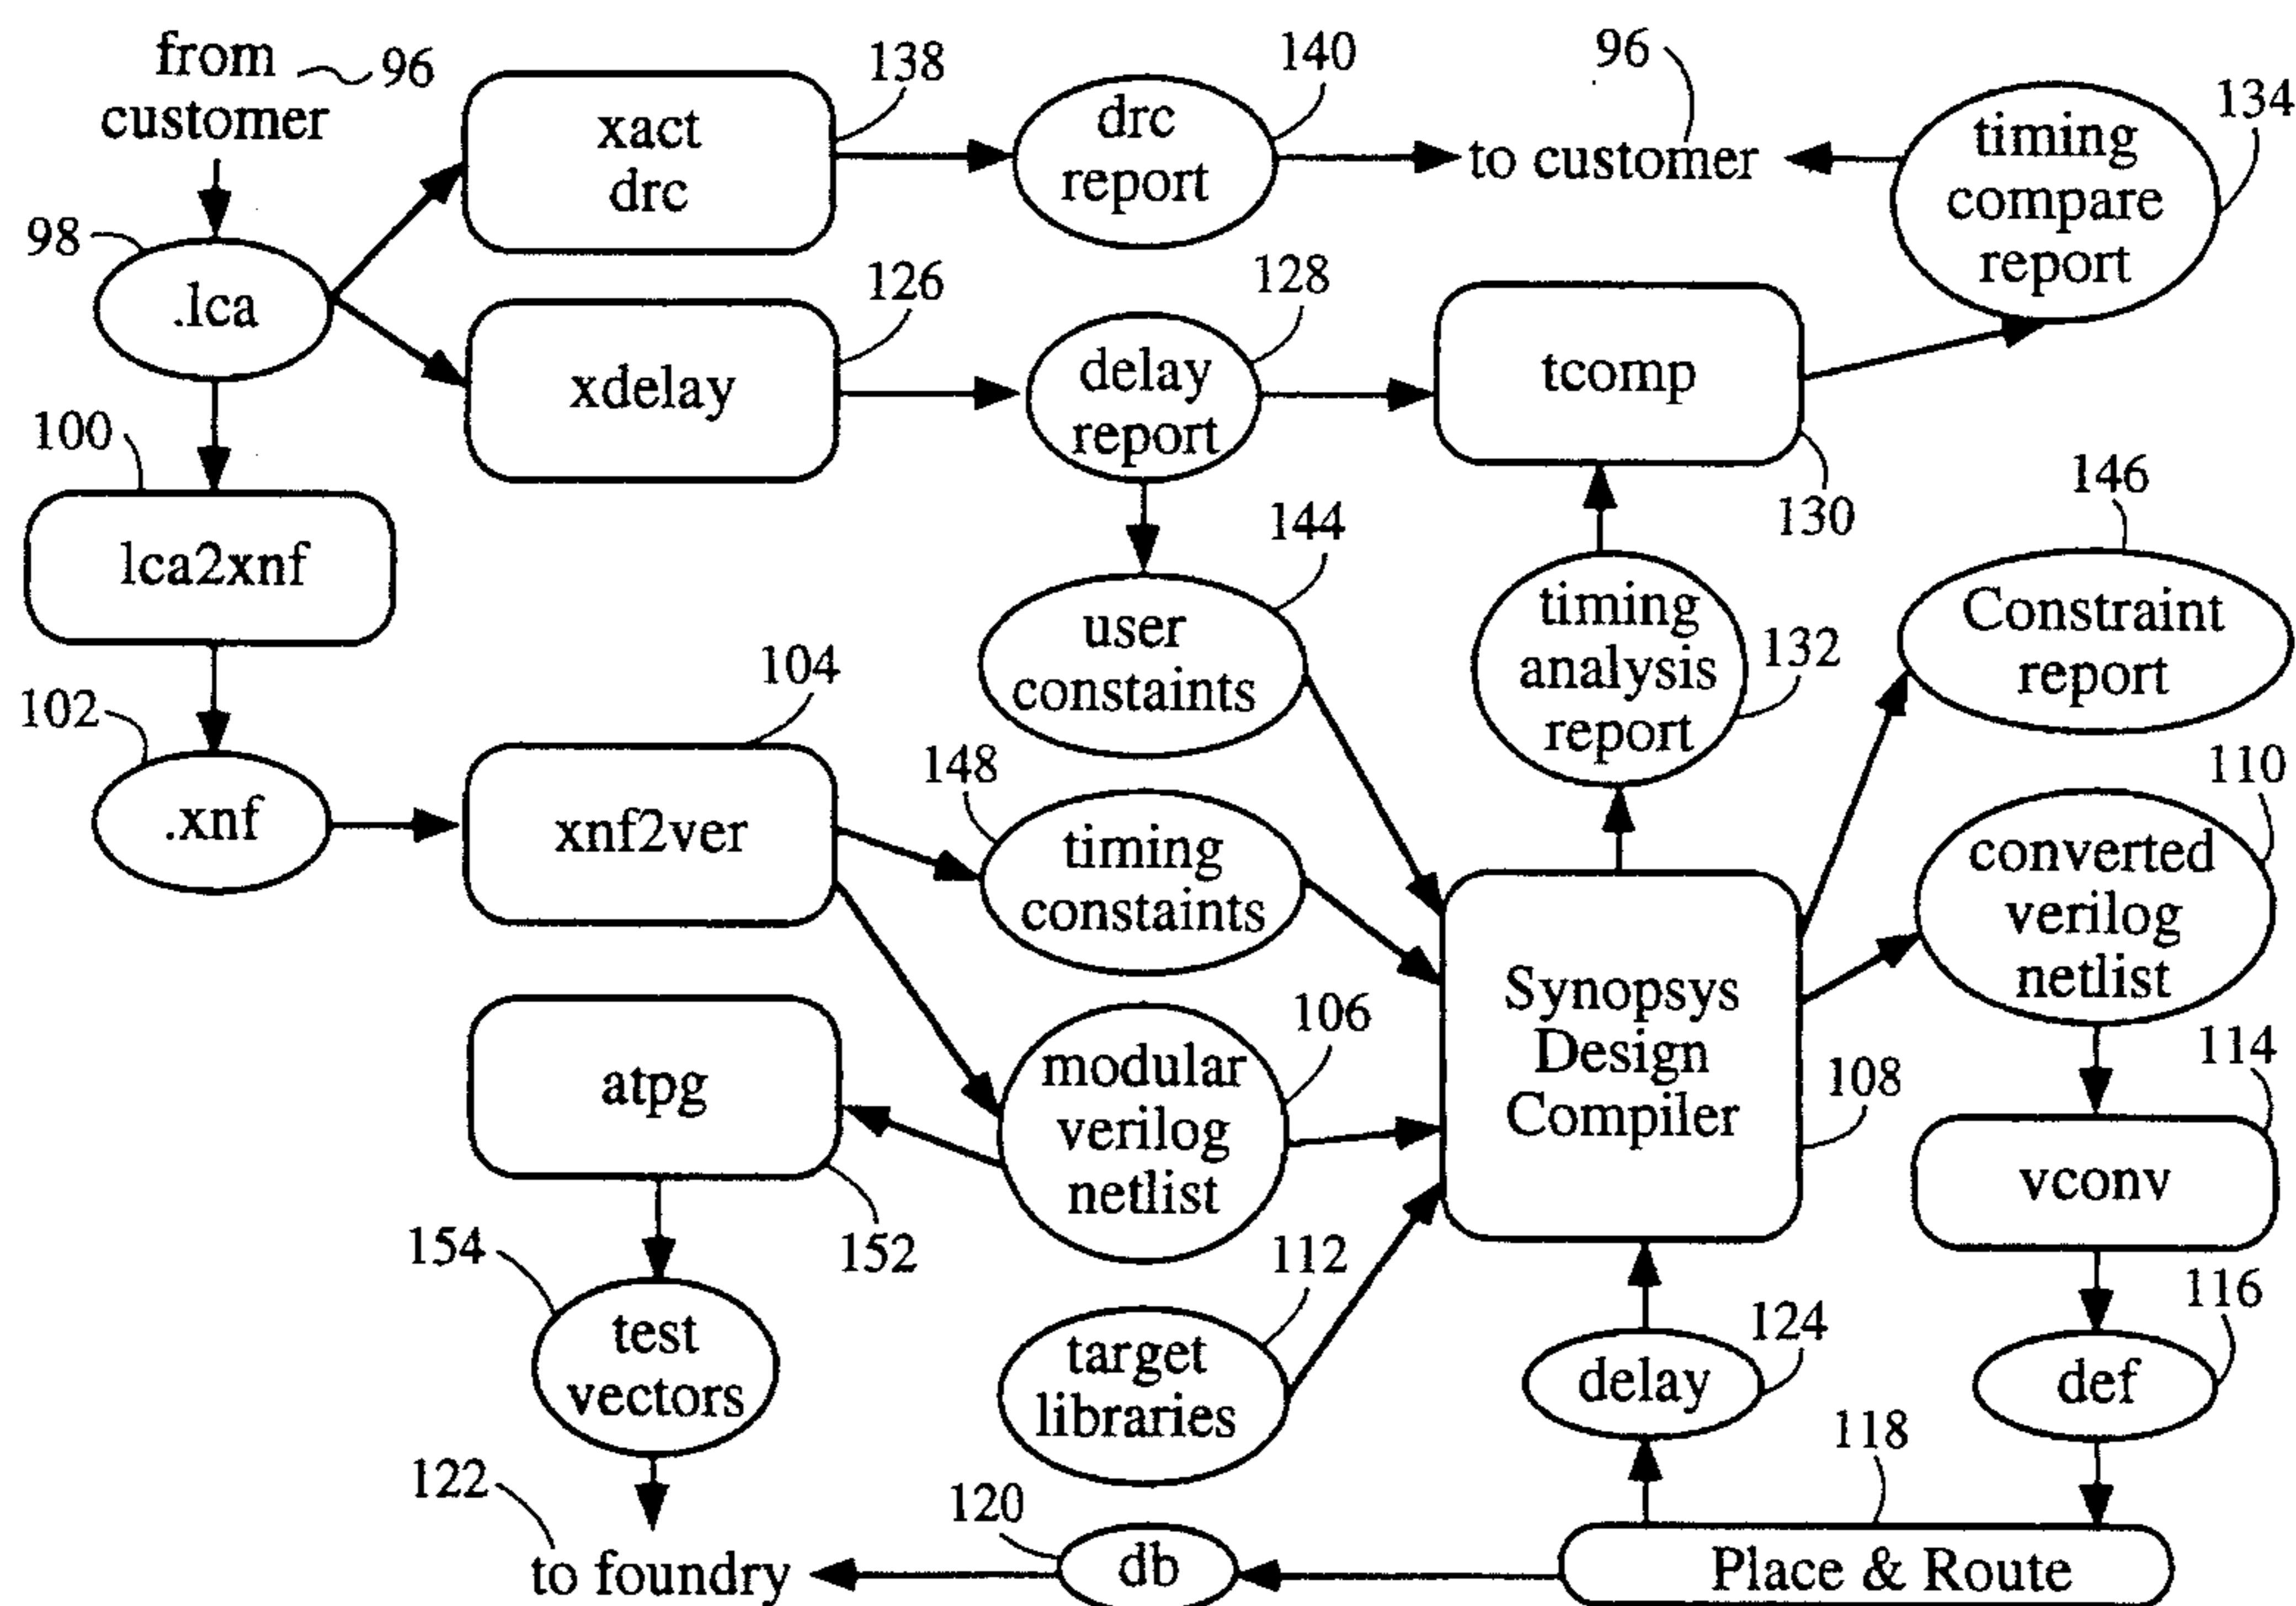 from
customer
96
138
xact
drc
140
drc
report
96
to customer
134
timing
compare
report
98
.lca
126
xdelay
128
delay
report
tcomp
130
100
lca2xnf
144
user
constaints
timing
analysis
report
132
146
Constraint
report
102
.xnf
104
xnf2ver
148
timing
constaints
110
converted
verilog
netlist
atpg
152
106
modular
verilog
netlist
Synopsys
Design
Compiler
108
114
vconv
154
test
vectors
112
target
libraries
delay
124
116
def
122
to foundry
120
db
118
Place & Route